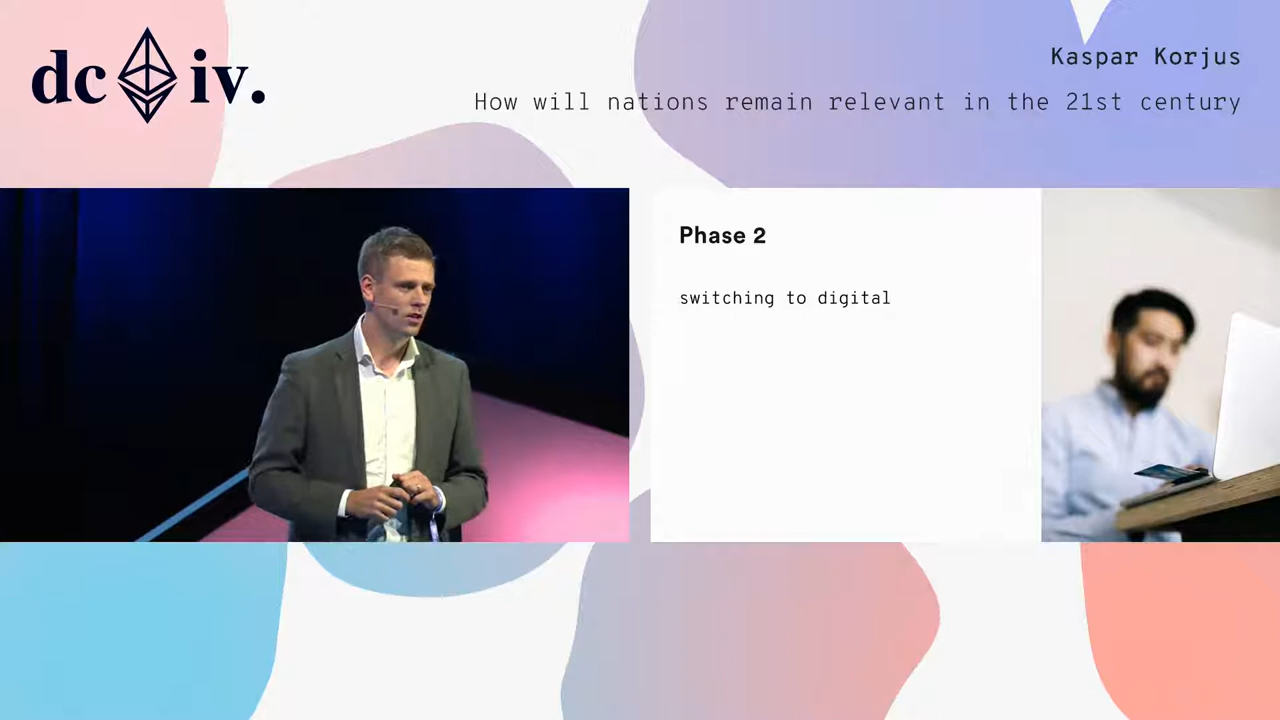 dc iv.
Kaspar Korjus
How will nations remain relevant in the 21st century
Phase 2
switching to digital